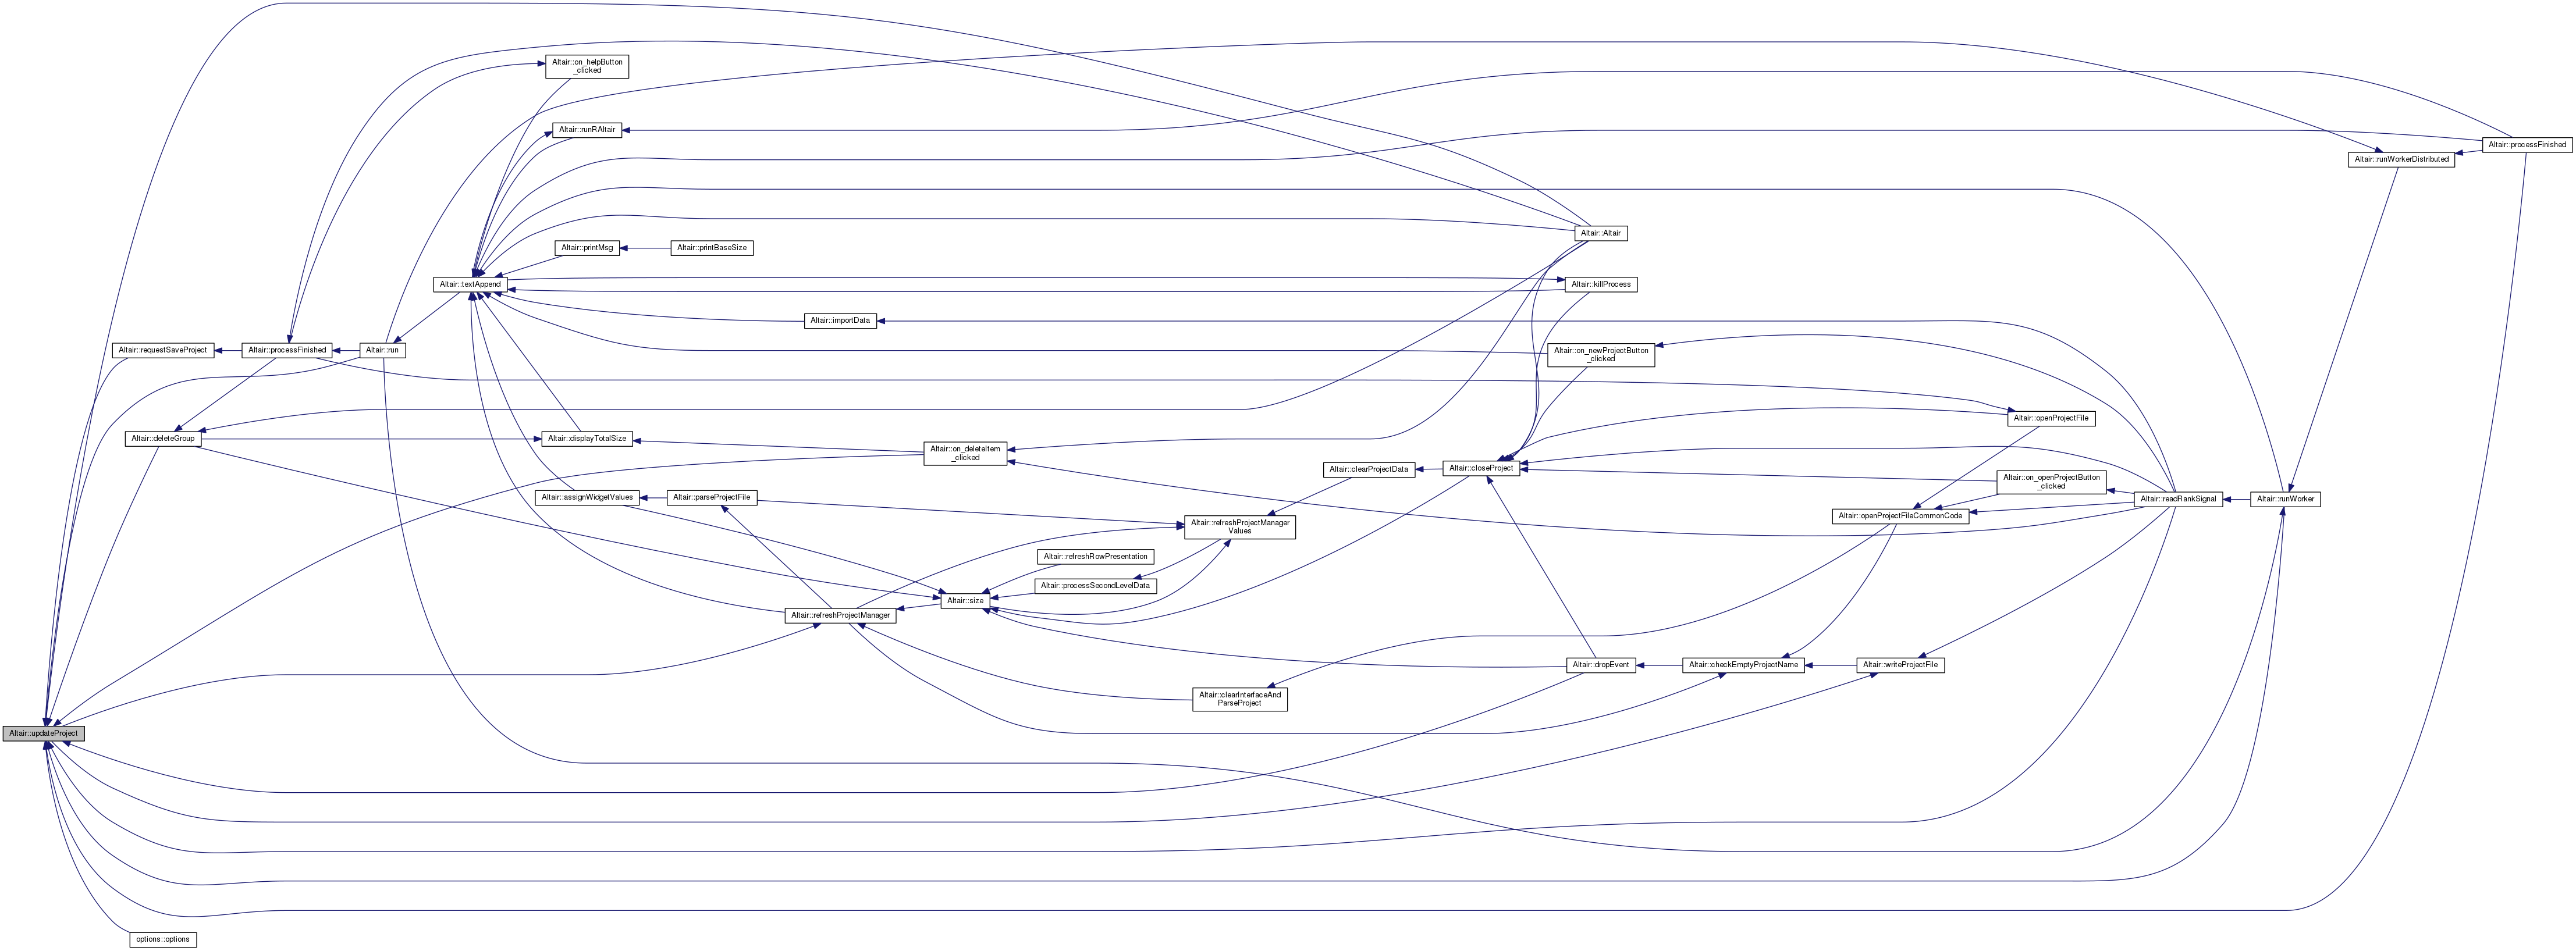 Altair::on_helpButton
_clicked
Altair::runRAltair
Altair::processFinished
Altair::runWorkerDistributed
Altair::Altair
Altair::printMsg
Altair::printBaseSize
Altair::textAppend
Altair::killProcess
Altair::importData
Altair::requestSaveProject
Altair::processFinished
Altair::run
Altair::on_newProjectButton
_clicked
Altair::openProjectFile
Altair::deleteGroup
Altair::displayTotalSize
Altair::on_deleteItem
_clicked
Altair::clearProjectData
Altair::closeProject
Altair::on_openProjectButton
_clicked
Altair::assignWidgetValues
Altair::parseProjectFile
Altair::readRankSignal
Altair::runWorker
Altair::refreshProjectManager
Values
Altair::openProjectFileCommonCode
Altair::refreshRowPresentation
Altair::processSecondLevelData
Altair::size
Altair::refreshProjectManager
Altair::dropEvent
Altair::checkEmptyProjectName
Altair::writeProjectFile
Altair::clearInterfaceAnd
ParseProject
Altair::updateProject
options::options